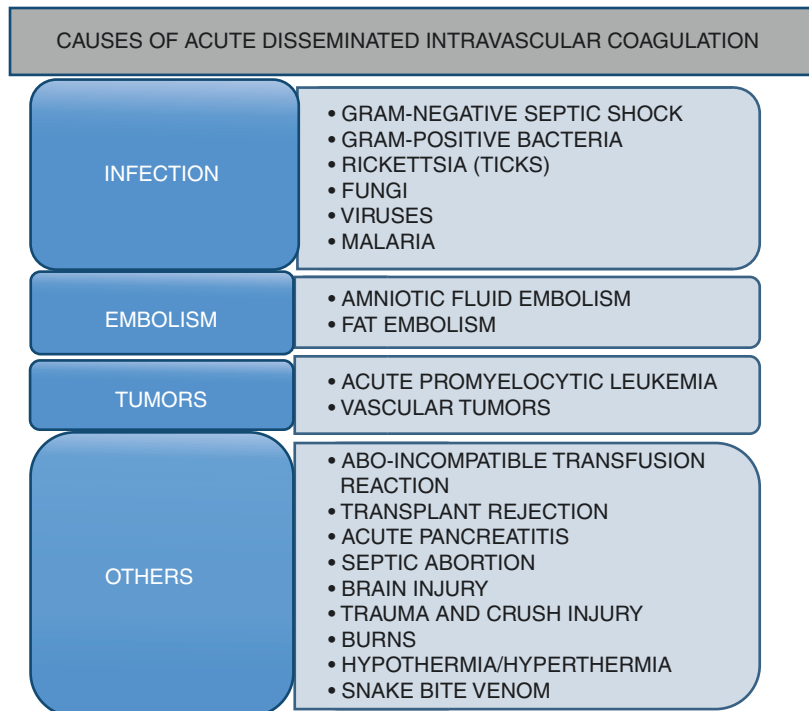 CAUSES OF ACUTE DISSEMINATED INTRAVASCULAR COAGULATION
INFECTION
• GRAM-NEGATIVE SEPTIC SHOCK
• GRAM-POSITIVE BACTERIA
• RICKETTSIA (TICKS)
• FUNGI
• VIRUSES
• MALARIA
EMBOLISM
• AMNIOTIC FLUID EMBOLISM
• FAT EMBOLISM
TUMORS
• ACUTE PROMYELOCYTIC LEUKEMIA
• VASCULAR TUMORS
OTHERS
• ABO-INCOMPATIBLE TRANSFUSION
REACTION
• TRANSPLANT REJECTION
• ACUTE PANCREATITIS
• SEPTIC ABORTION
• BRAIN INJURY
• TRAUMA AND CRUSH INJURY
• BURNS
• HYPOTHERMIA/HYPERTHERMIA
• SNAKE BITE VENOM